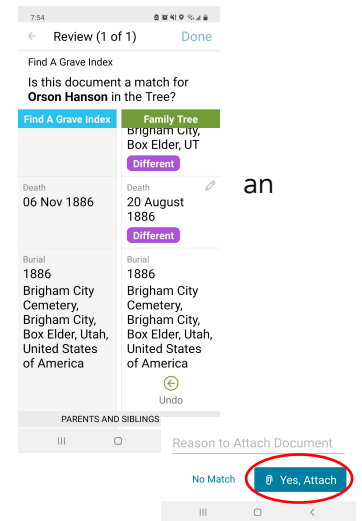 7:54
Review (1 of 1)
Done
Find A Grave Index
Is this document a match for
Orson Hanson in the Tree?
Find A Grave Index
Family Tree
Brigham City,
Box Elder, UT
Different
Death
06 Nov 1886
Death
20 August
1886
Different
an
Burial
1886
Brigham City
Cemetery,
Brigham City,
Box Elder, Utah,
United States
of America
Burial
1886
Brigham City
Cemetery,
Brigham City,
Box Elder, Utah,
United States
of America
Undo
PARENTS AND SIBLINGS
Reason to Attach Document
No Match
Yes, Attach